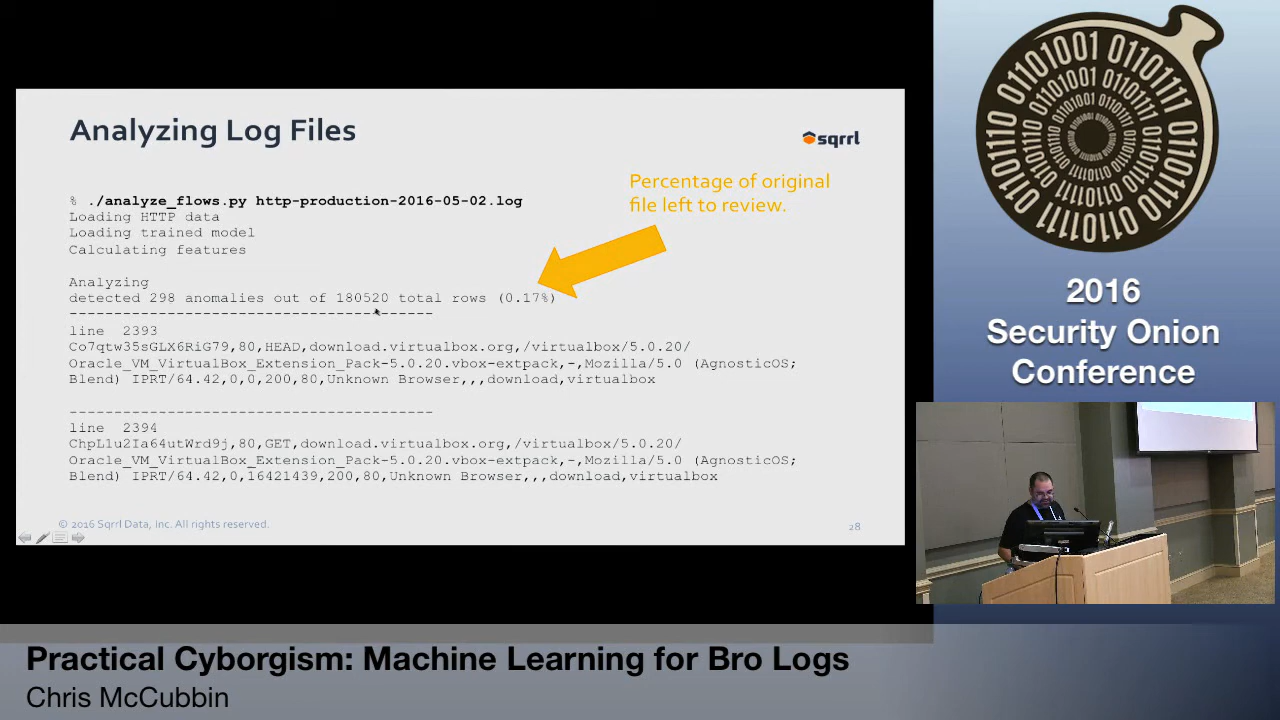 Analyzing Log Files
sqrrl
Percentage of original
file left to review.
% ./analyze_flows.py http-production-2016-05-02.log
Loading HTTP data
Loading trained model
Calculating features
Analyzing
detected 298 anomalies out of 180520 total rows (0.17%)
-----------------------------------------
line  2393
Co7qtw35sGLX6RiG79,80,HEAD,download.virtualbox.org,/virtualbox/5.0.20/
Oracle_VM_VirtualBox_Extension_Pack-5.0.20.vbox-extpack,-,Mozilla/5.0 (AgnosticOS;
Blend) IPRT/64.42,0,0,200,80,Unknown Browser,,,download,virtualbox
-----------------------------------------
line  2394
ChpL1u2Ia64utWrd9j,80,GET,download.virtualbox.org,/virtualbox/5.0.20/
Oracle_VM_VirtualBox_Extension_Pack-5.0.20.vbox-extpack,-,Mozilla/5.0 (AgnosticOS;
Blend) IPRT/64.42,0,16421439,200,80,Unknown Browser,,,download,virtualbox
© 2016 Sqrrl Data, Inc. All rights reserved.
28
01101001 01101111
01101001 01101111
01101001 01101111
2016
Security Onion
Conference
Practical Cyborgism: Machine Learning for Bro Logs
Chris McCubbin